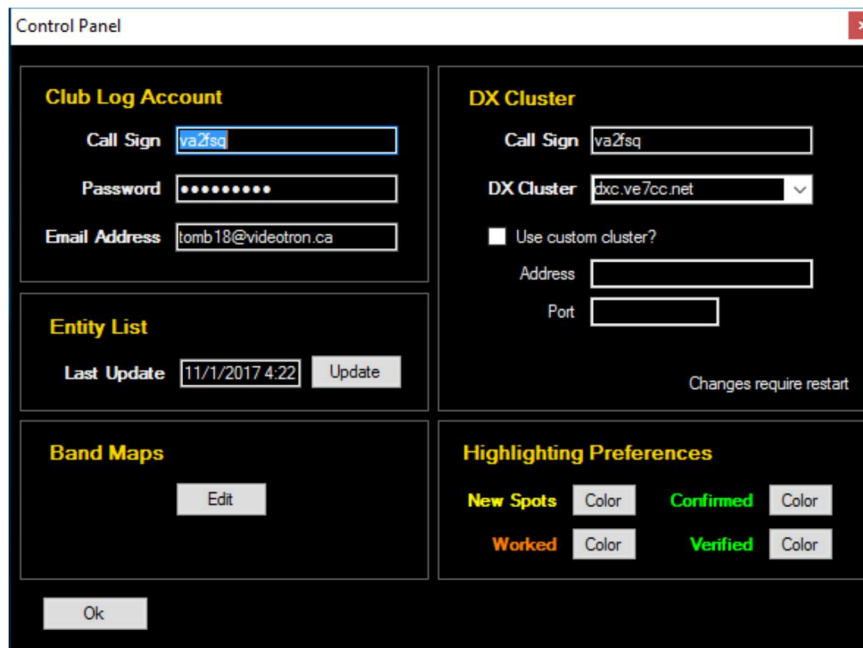 Control Panel
Club Log Account
Call Sign va2fsq
Password •••••••••
Email Address tomb18@videotron.ca
DX Cluster
Call Sign va2fsq
DX Cluster dxc.ve7cc.net
Use custom cluster?
Address
Port
Changes require restart
Entity List
Last Update 11/1/2017 4:22 Update
Band Maps
Edit
Highlighting Preferences
New Spots Color Confirmed Color
Worked Color Verified Color
Ok